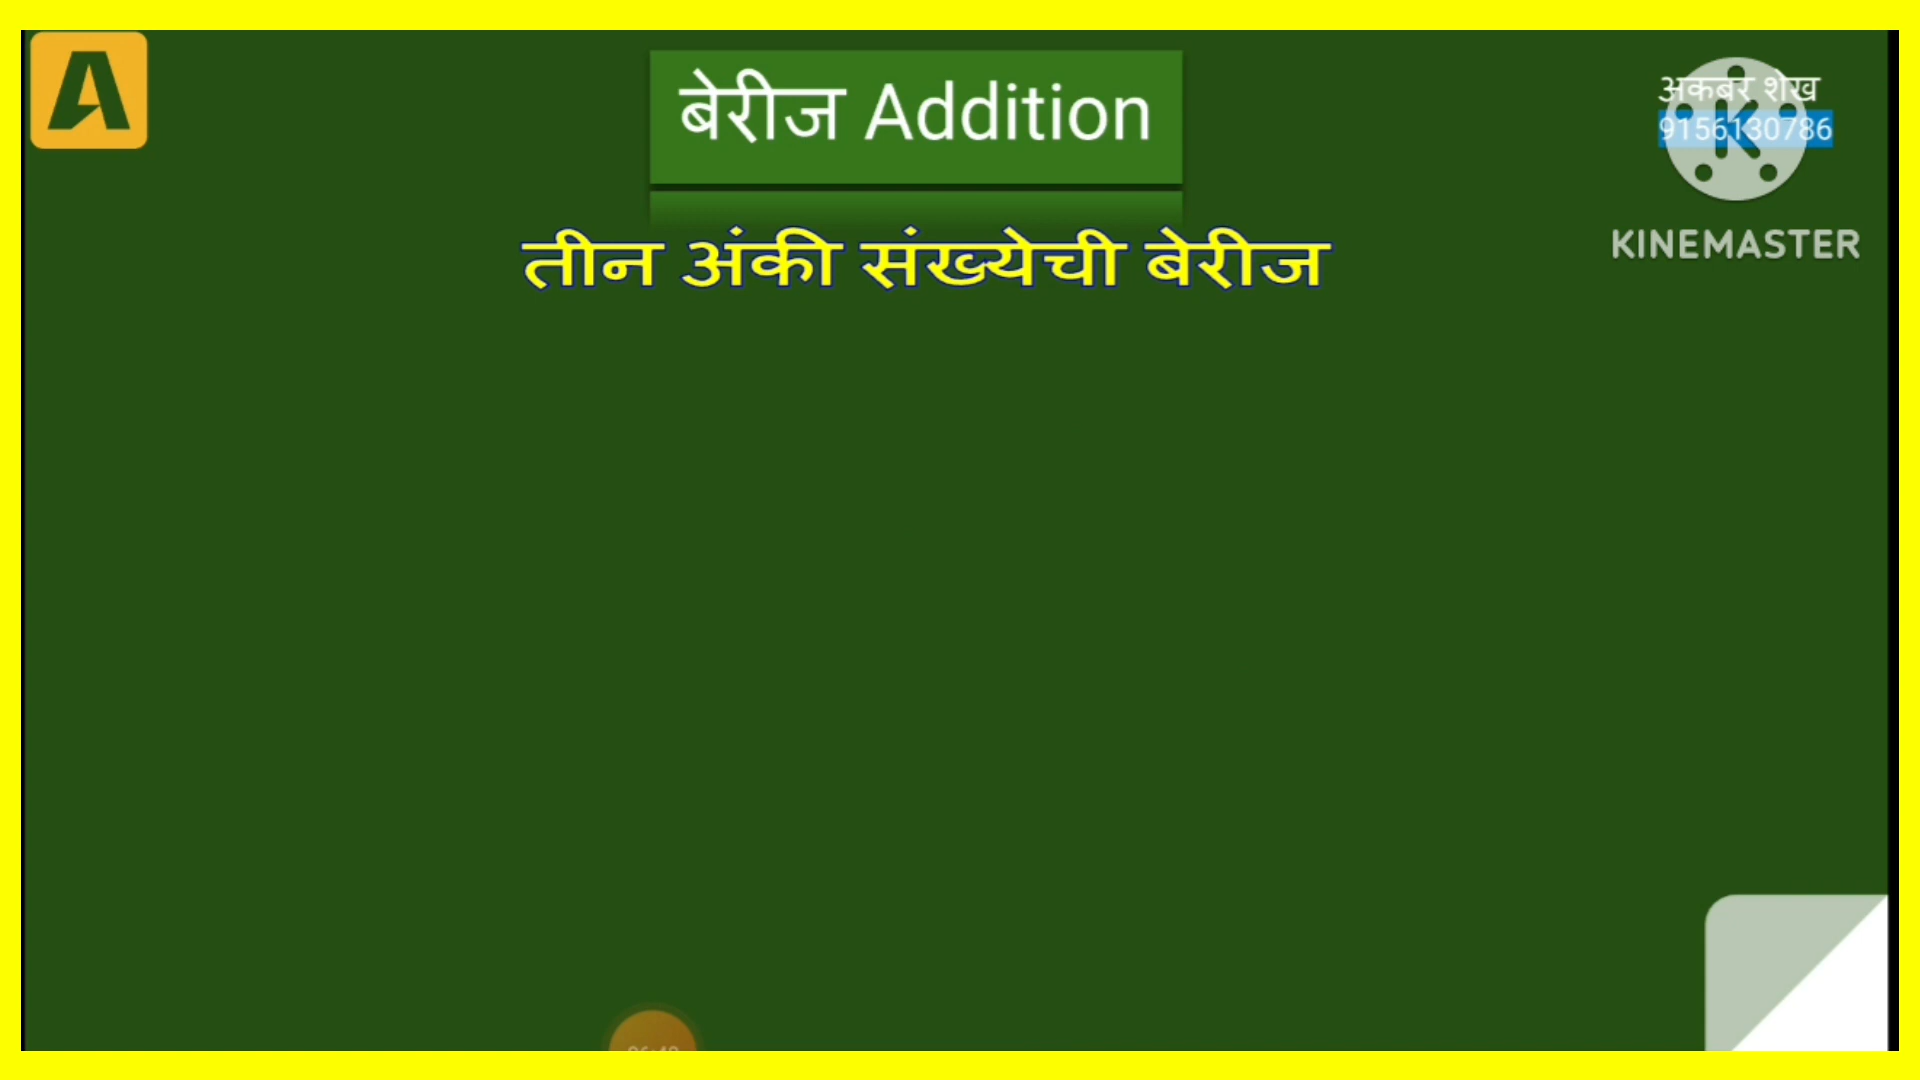 A
बेरीज Addition
अकबर शेख
9156130786
KINEMASTER
तीन अंकी संख्येची बेरीज